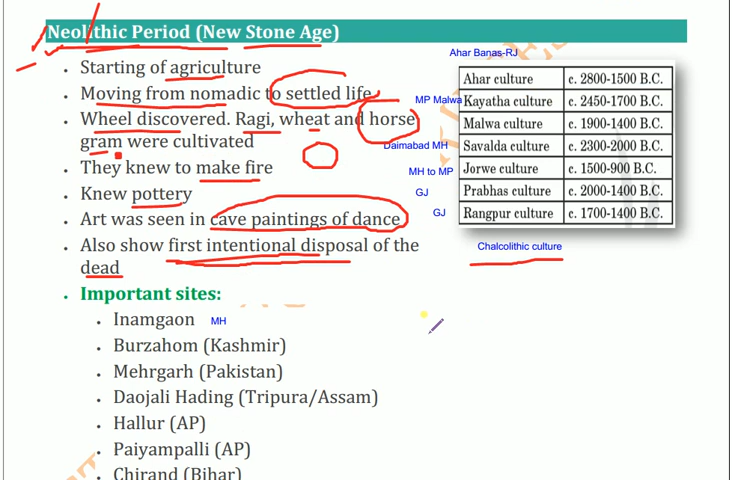 Neolithic Period (New Stone Age)
Starting of agriculture
Moving from nomadic to settled life
Wheel discovered. Ragi, wheat and horse
gram were cultivated
They knew to make fire
Knew pottery
Art was seen in cave paintings of dance
Also show first intentional disposal of the
dead
Important sites:
Inamgaon MH
Burzahom (Kashmir)
Mehrgarh (Pakistan)
Daojali Hading (Tripura/Assam)
Hallur (AP)
Paiyampalli (AP)
Chirand (Bihar)
Ahar Banas-RJ
Ahar culture c. 2800-1500 B.C.
MP Malwa Kayatha culture c. 2450-1700 B.C.
Malwa culture c. 1900-1400 B.C.
Daimabad MH Savalda culture c. 2300-2000 B.C.
MH to MP Jorwe culture c. 1500-900 B.C.
GJ Prabhas culture c. 2000-1400 B.C.
GJ Rangpur culture c. 1700-1400 B.C.
Chalcolithic culture